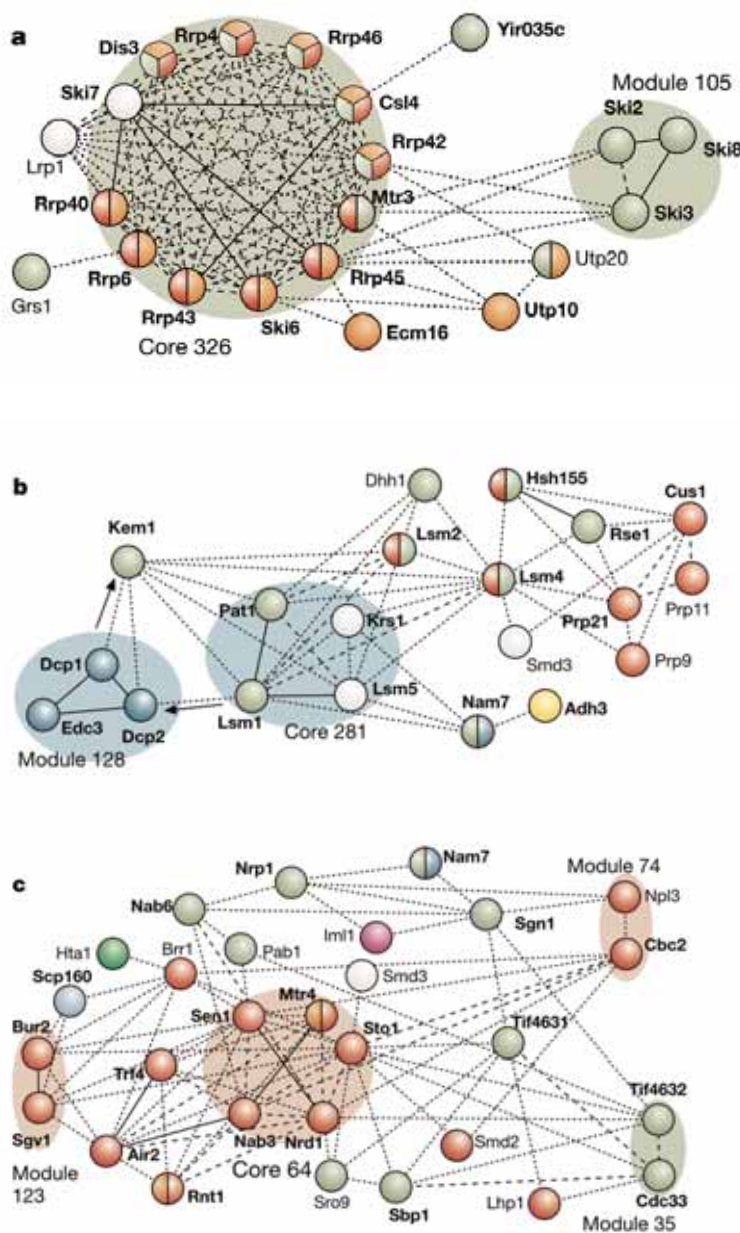 a
Yir035c
Rrp4
Rrp46
Dis3
Module 105
Ski7
Csl4
Ski2
Ski8
Lrp1
Rrp42
Rrp40
Mtr3
Ski3
Rrp6
Rrp45
Utp20
Grs1
Rrp43
Ski6
Utp10
Ecm16
Core 326
b
Dhh1
Hsh155
Cus1
Kem1
Lsm2
Rse1
Lsm4
Pat1
Krs1
Prp21
Prp11
Dcp1
Smd3
Prp9
Lsm5
Edc3
Dcp2
Lsm1
Nam7
Adh3
Core 281
Module 128
c
Nrp1
Nam7
Module 74
Nab6
Npl3
Iml1
Sgn1
Hta1
Brr1
Pab1
Cbc2
Scp160
Smd3
Mtr4
Bur2
Sen1
Sto1
Tif4631
Trf4
Tif4632
Sgv1
Air2
Nab3
Nrd1
Smd2
Module
123
Core 64
Rnt1
Sro9
Sbp1
Lhp1
Cdc33
Module 35